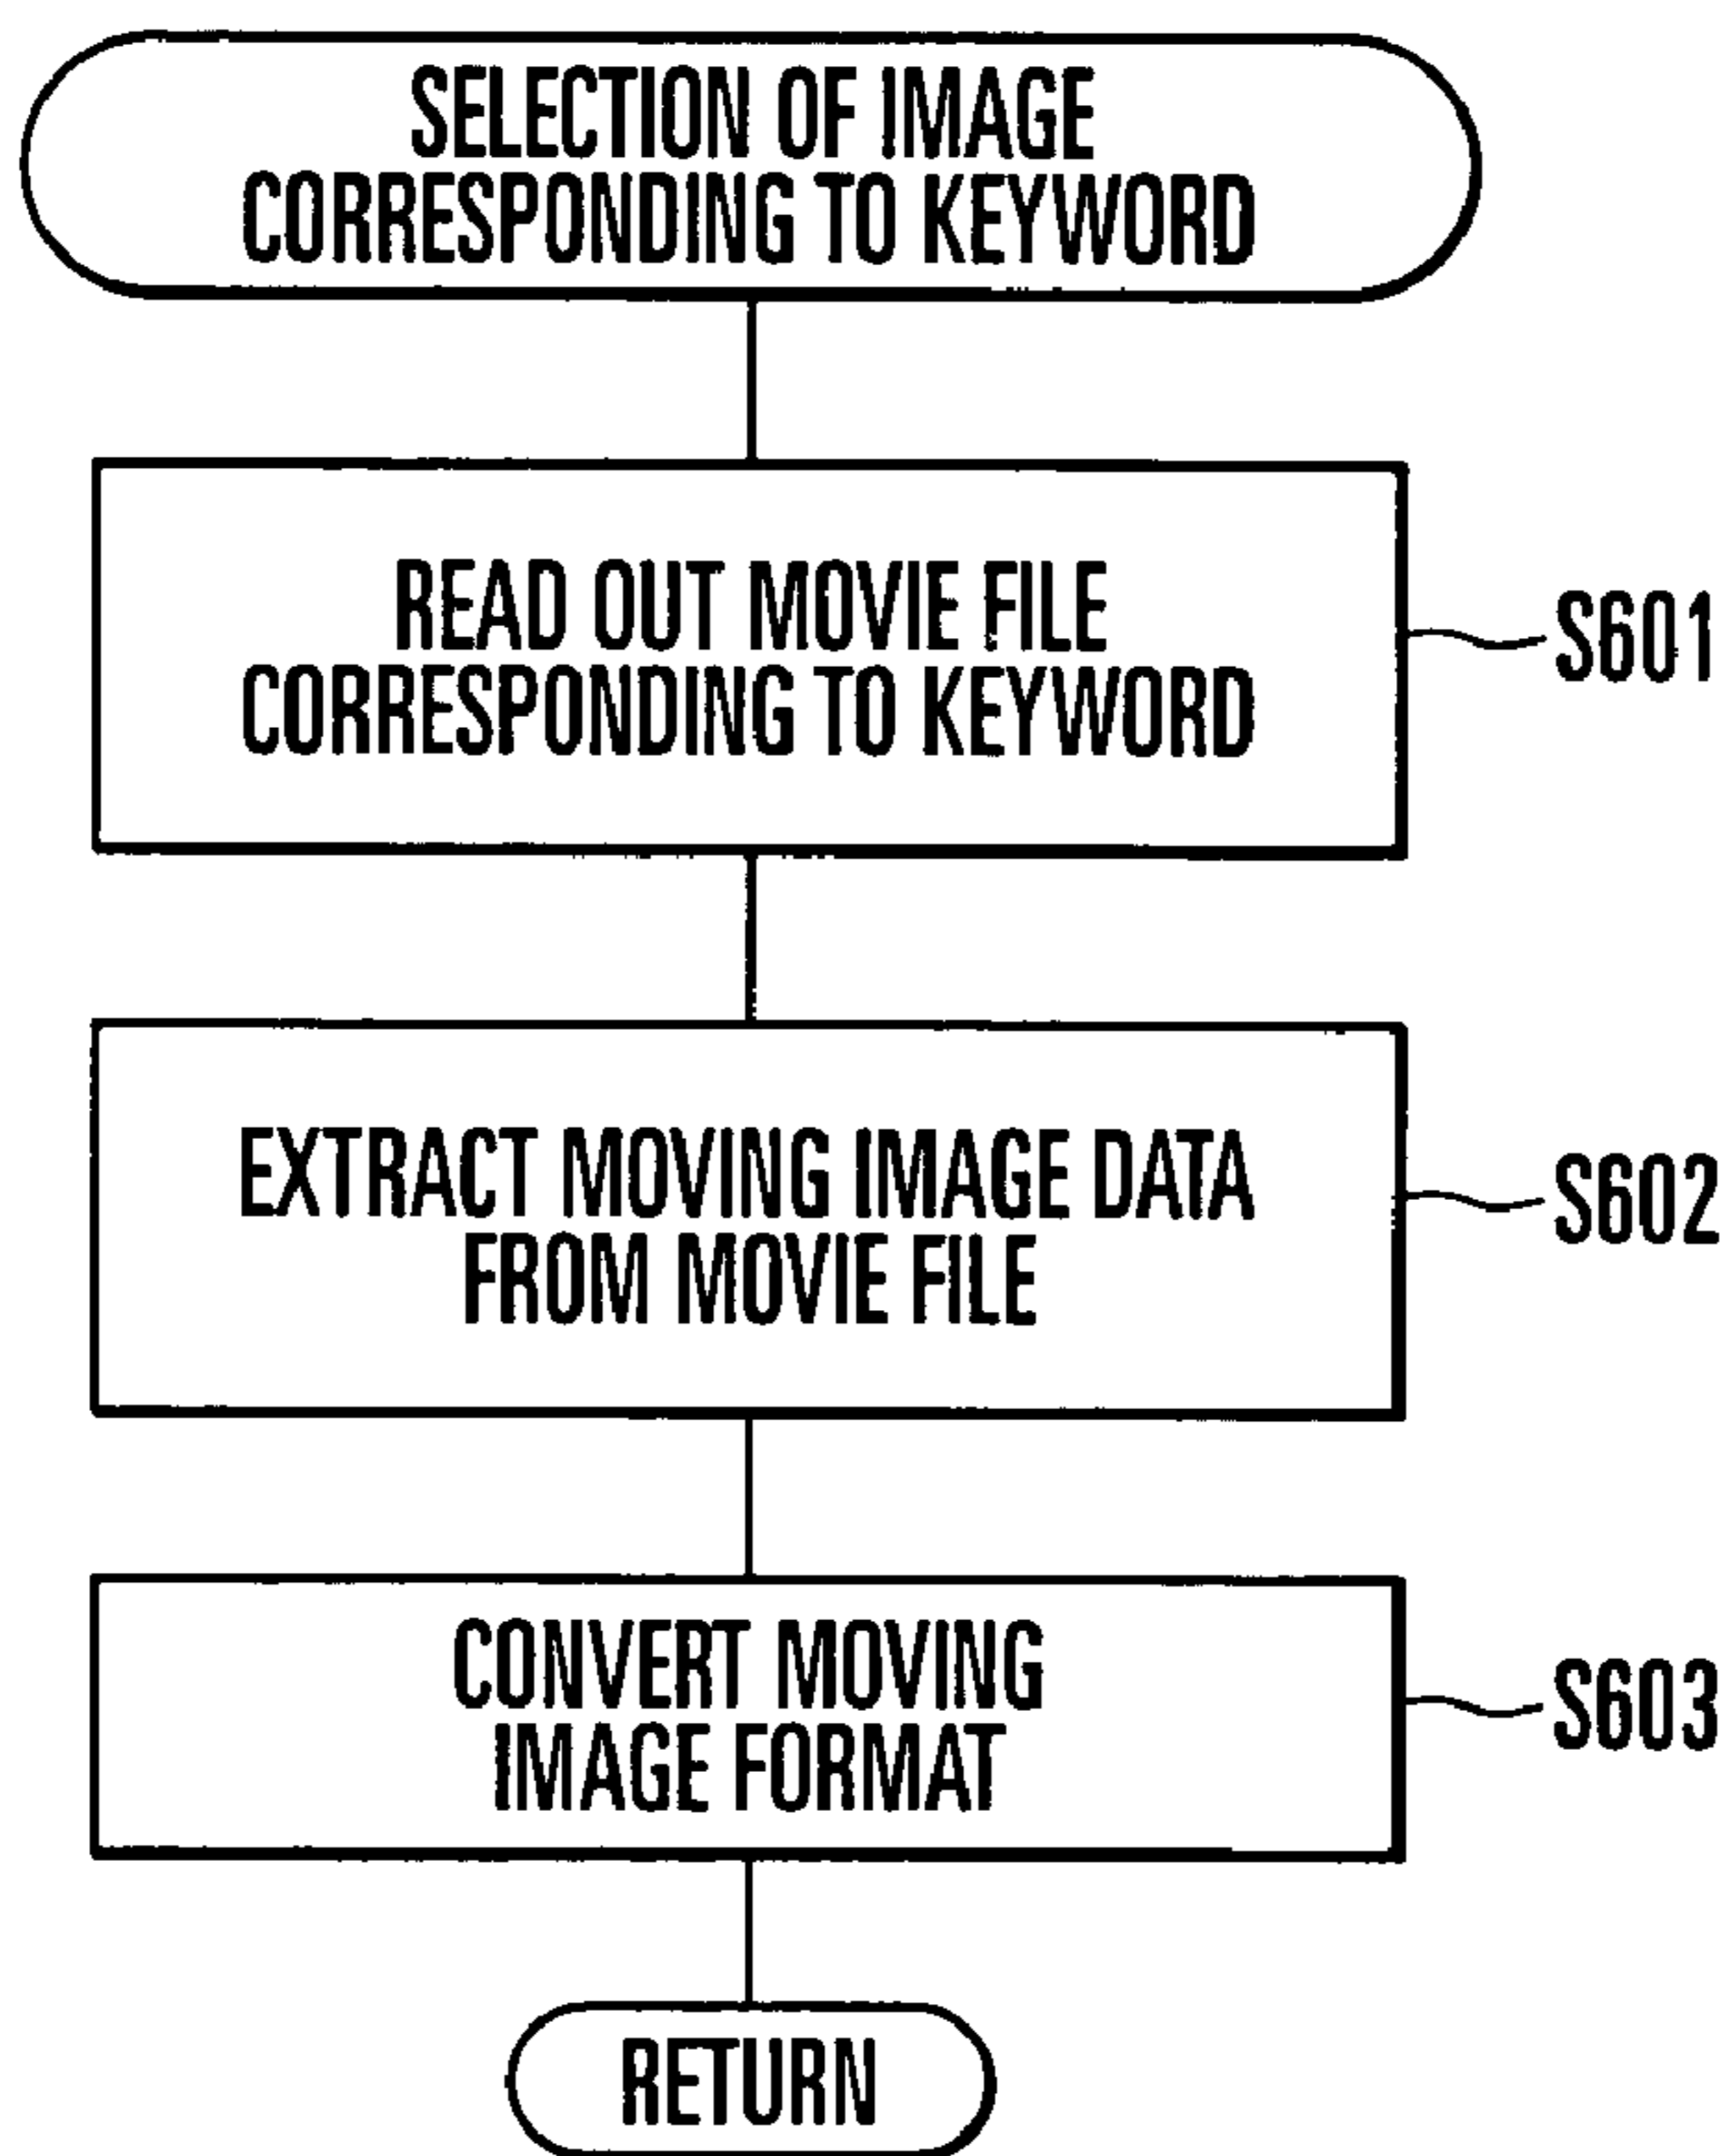 SELECTION OF IMAGE
CORRESPONDING TO KEYWORD
READ OUT MOVIE FILE
CORRESPONDING TO KEYWORD
S601
EXTRACT MOVING IMAGE DATA
FROM MOVIE FILE
S602
CONVERT MOVING
IMAGE FORMAT
S603
RETURN